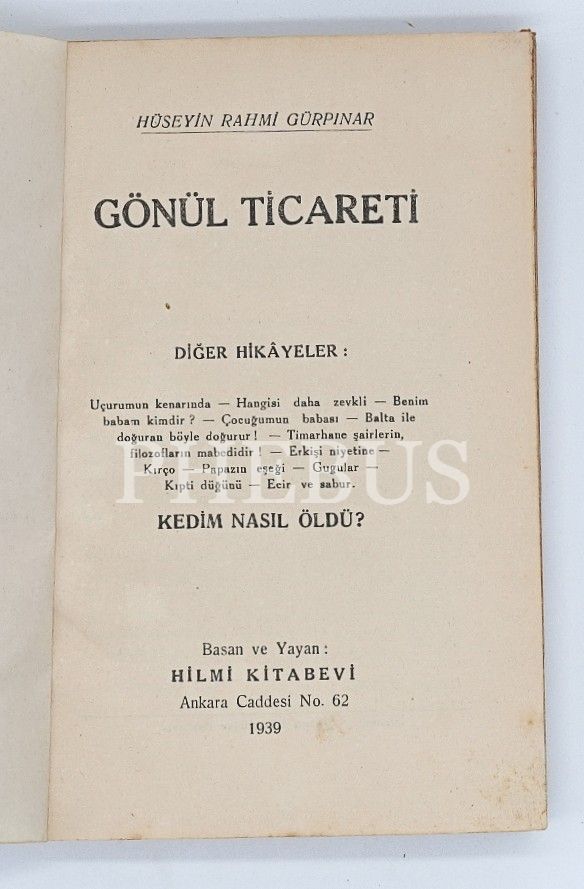 HÜSEYİN RAHMİ GÜRPINAR
GÖNÜL TİCARETİ
DİĞER HİKÂYELER :
Uçurumun kenarında — Hangisi daha zevkli — Benim
babam kimdir ? — Çocuğumun babası — Balta ile
doğuran böyle doğurur ! — Timarhane şairlerin,
filozofların mabedidir ! — Erkişi niyetine —
Kırço — Papazın eşeği — Gugular —
Kıpti düğünü — Ecir ve sabur.
PHEBUS
KEDİM NASIL ÖLDÜ?
Basan ve Yayan :
HİLMİ KİTABEVİ
Ankara Caddesi No. 62
1939